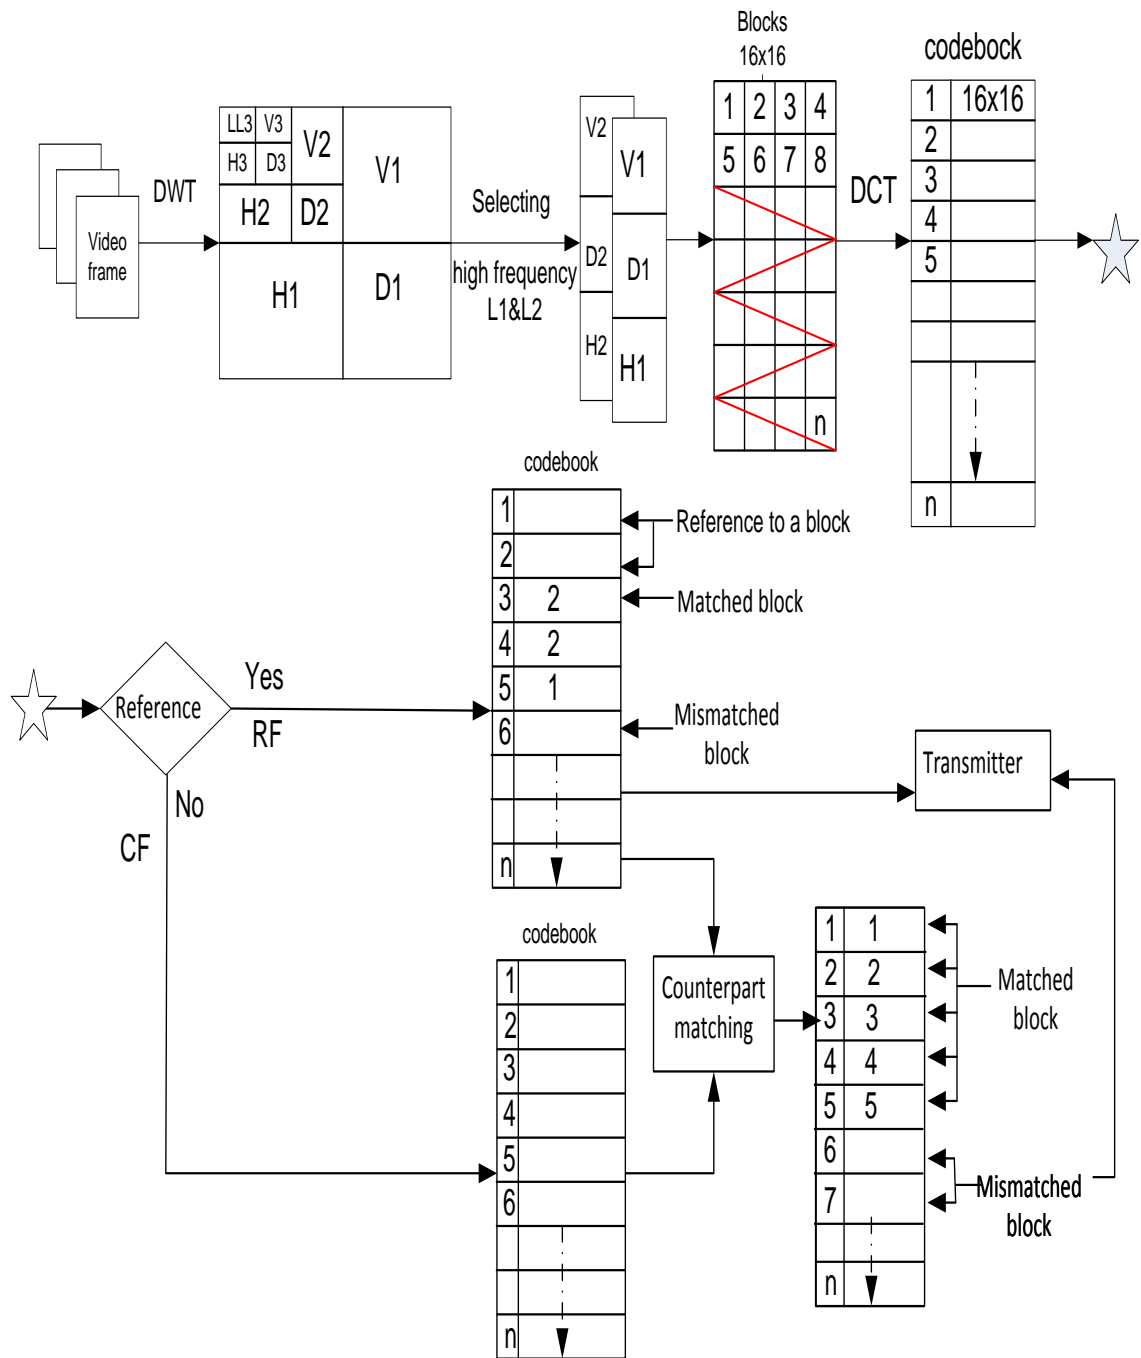 Blocks
16x16
codebock
1 2 3 4
5 6 7 8
n
1 16x16
2
3
4
5
n
LL3 V3
H3 D3
V2
V1
H2 D2
H1
D1
DWT
Video
frame
Selecting
high frequency
L1&L2
V2
D2
H2
V1
D1
H1
DCT
codebook
1
2
3 2
4 2
5 1
6
n
Reference to a block
Matched block
Mismatched
block
Reference
Yes
RF
No
CF
Transmitter
codebook
1
2
3
4
5
6
n
Counterpart
matching
1 1
2 2
3 3
4 4
5 5
6
7
n
Matched
block
Mismatched
block